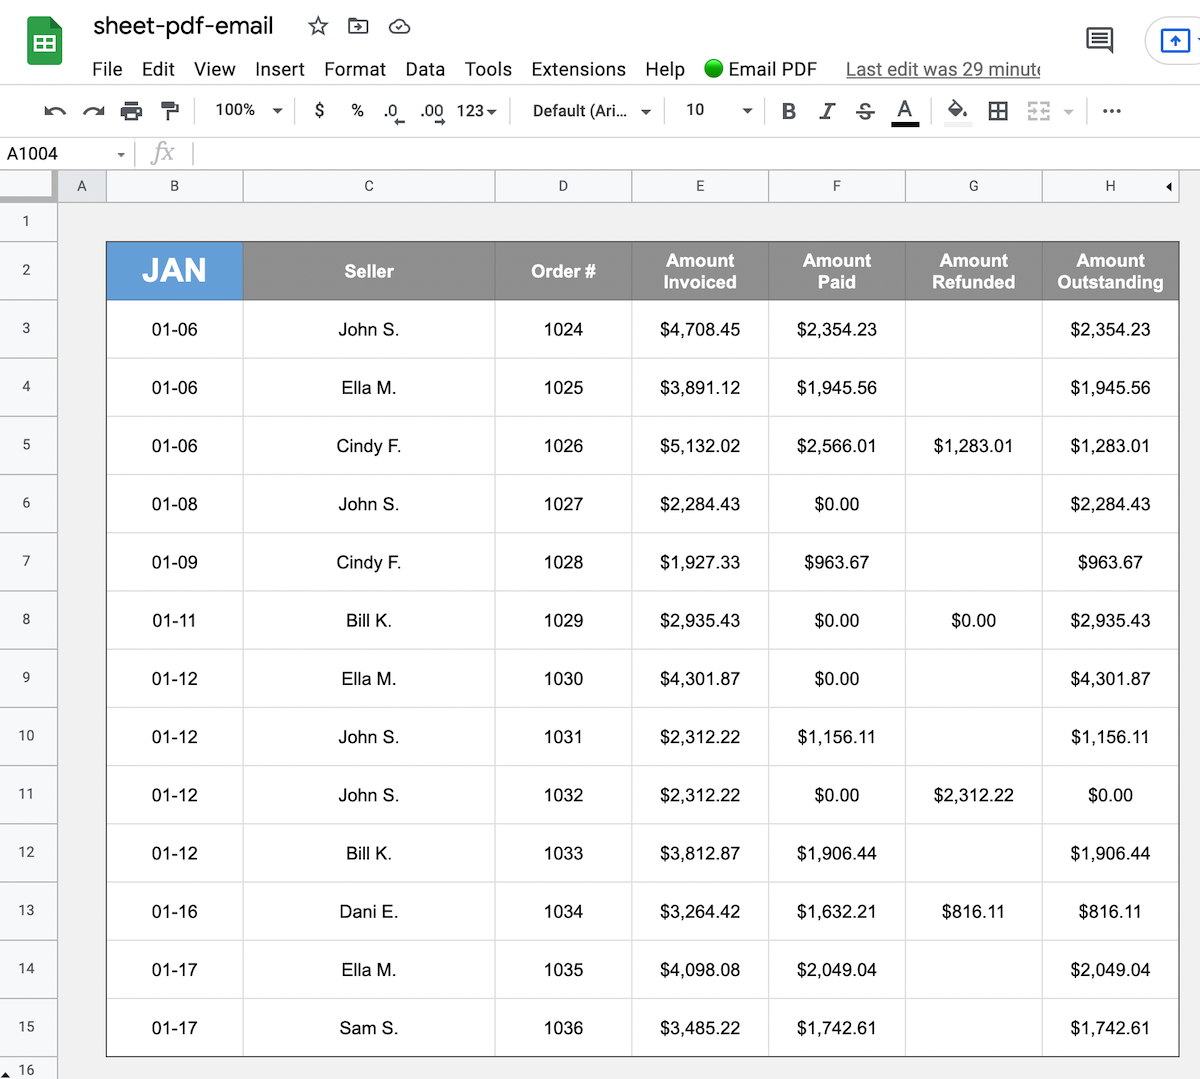 sheet-pdf-email
File Edit View Insert Format Data Tools Extensions Help Email PDF Last edit was 29 minute
100% $ % .0 .00 123 Default (Ari... 10 B I S A ...
A1004 fx
A B C D E F G H
1
2 JAN Seller Order # Amount Invoiced Amount Paid Amount Refunded Amount Outstanding
3 01-06 John S. 1024 $4,708.45 $2,354.23 $2,354.23
4 01-06 Ella M. 1025 $3,891.12 $1,945.56 $1,945.56
5 01-06 Cindy F. 1026 $5,132.02 $2,566.01 $1,283.01 $1,283.01
6 01-08 John S. 1027 $2,284.43 $0.00 $2,284.43
7 01-09 Cindy F. 1028 $1,927.33 $963.67 $963.67
8 01-11 Bill K. 1029 $2,935.43 $0.00 $0.00 $2,935.43
9 01-12 Ella M. 1030 $4,301.87 $0.00 $4,301.87
10 01-12 John S. 1031 $2,312.22 $1,156.11 $1,156.11
11 01-12 John S. 1032 $2,312.22 $0.00 $2,312.22 $0.00
12 01-12 Bill K. 1033 $3,812.87 $1,906.44 $1,906.44
13 01-16 Dani E. 1034 $3,264.42 $1,632.21 $816.11 $816.11
14 01-17 Ella M. 1035 $4,098.08 $2,049.04 $2,049.04
15 01-17 Sam S. 1036 $3,485.22 $1,742.61 $1,742.61
16